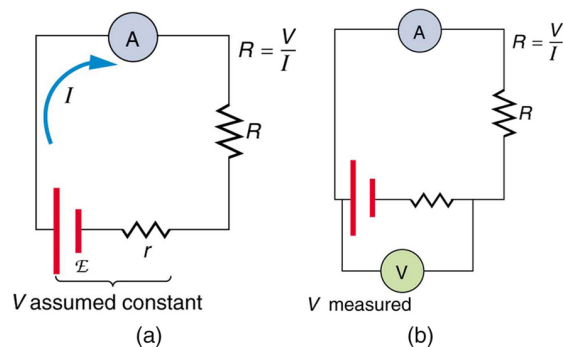 A
R = V/I
I
R
r
ℰ
V assumed constant
(a)
A
R = V/I
R
V
V measured
(b)